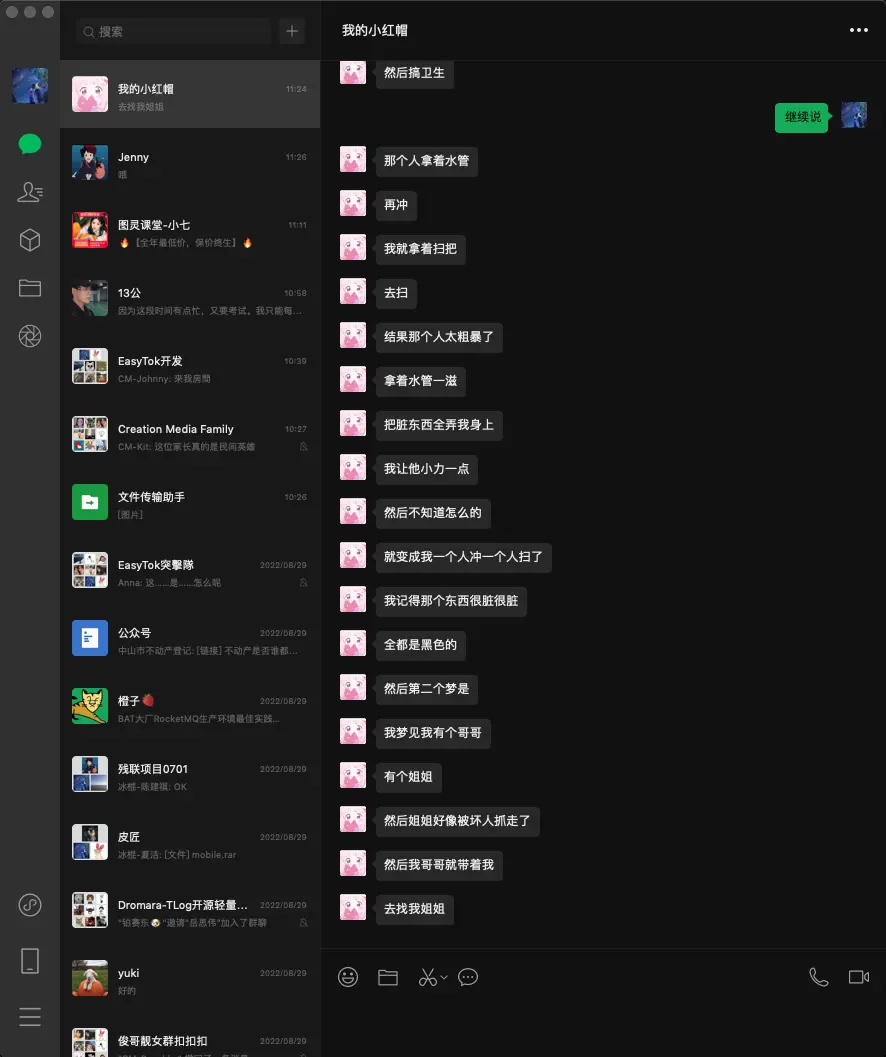 搜索
我的小红帽
11:24
去找我姐姐
Jenny
11:26
哦
图灵课堂-小七
11:11
🔥【全年最低价，保价终生】🔥
13公
10:58
因为这段时间有点忙，又要考试，我只能每...
EasyTok开发
10:39
CM-Johnny: 来我房間
Creation Media Family
10:27
CM-Kit: 这位家长真的是民间英雄
文件传输助手
10:26
[图片]
EasyTok突擊隊
2022/08/29
Anna: 这......是......怎么呢
公众号
2022/08/29
中山市不动产登记: [链接] 不动产是否谁都...
橙子🍓
2022/08/29
BAT大厂RocketMQ生产环境最佳实践...
残联项目0701
2022/08/29
冰棍-陈建祺: OK
皮匠
2022/08/29
冰棍-夏洁: [文件] mobile.rar
Dromara-TLog开源轻量...
2022/08/29
"铂赛东🐶"邀请"岳思伟"加入了群聊
yuki
2022/08/29
好的
俊哥靓女群扣扣扣
2022/08/29
我的小红帽
然后搞卫生
继续说
那个人拿着水管
再冲
我就拿着扫把
去扫
结果那个人太粗暴了
拿着水管一滋
把脏东西全弄我身上
我让他小力一点
然后不知道怎么的
就变成我一个人冲一个人扫了
我记得那个东西很脏很脏
全都是黑色的
然后第二个梦是
我梦见我有个哥哥
有个姐姐
然后姐姐好像被坏人抓走了
然后我哥哥就带着我
去找我姐姐